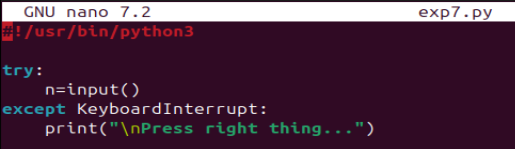 GNU nano 7.2 exp7.py
#!/usr/bin/python3
try:
    n=input()
except KeyboardInterrupt:
    print("\nPress right thing...")